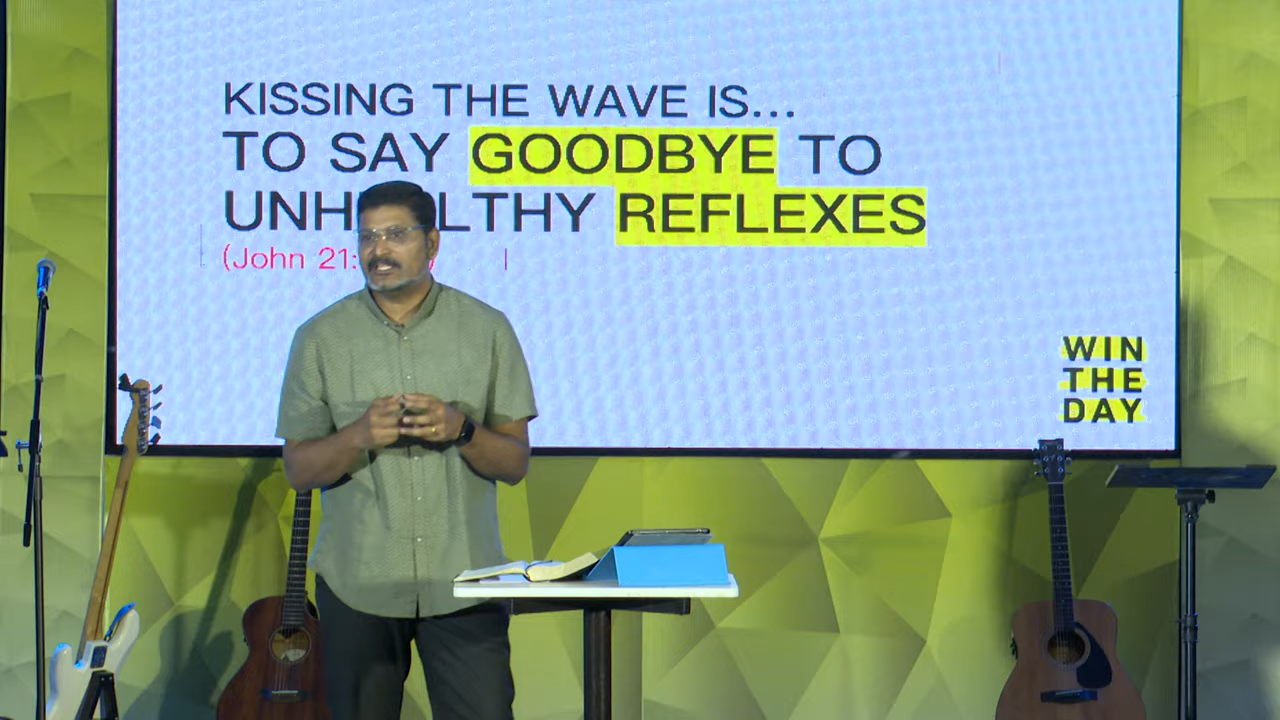 KISSING THE WAVE IS...
TO SAY GOODBYE TO
REFLEXES
(John 21:
WIN
THE
DAY